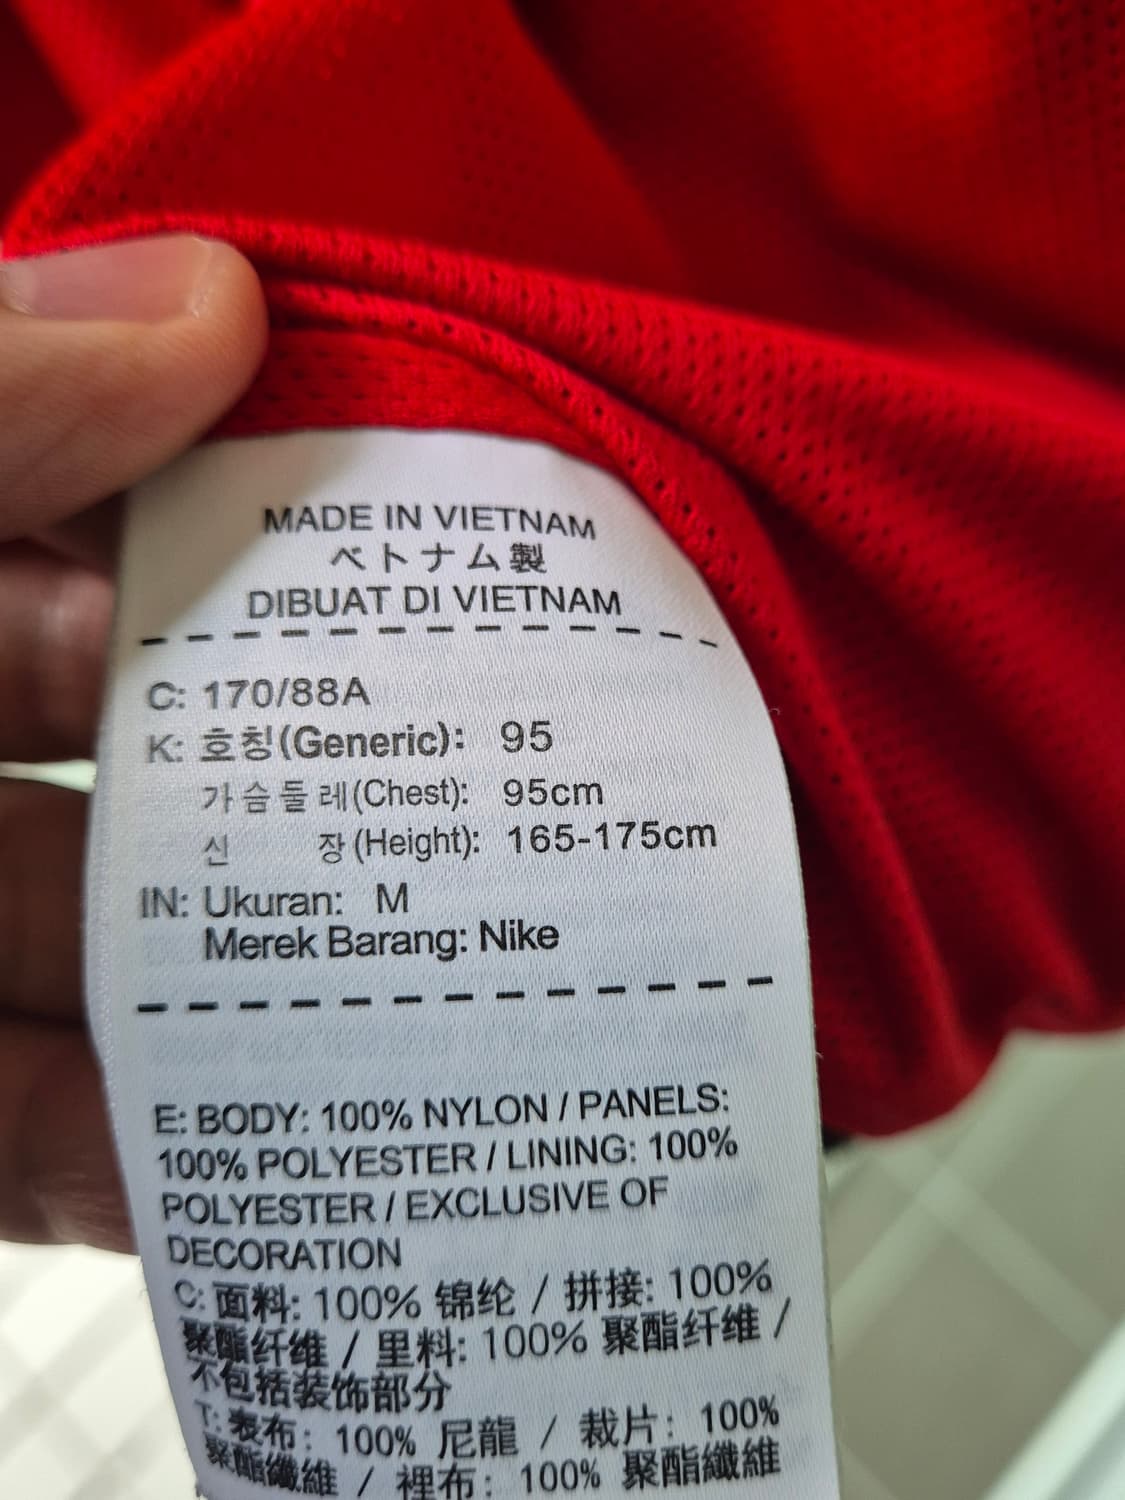 MADE IN VIETNAM
ベトナム製
DIBUAT DI VIETNAM
C: 170/88A
K: 호칭(Generic): 95
가슴둘레(Chest): 95cm
신 장(Height): 165-175cm
IN: Ukuran: M
Merek Barang: Nike
E: BODY: 100% NYLON / PANELS:
100% POLYESTER / LINING: 100%
POLYESTER / EXCLUSIVE OF
DECORATION
C: 面料: 100% 锦纶 / 拼接: 100%
聚酯纤维 / 里料: 100% 聚酯纤维 /
不包括装饰部分
T: 表布: 100% 尼龍 / 裁片: 100%
聚酯纖維 / 裡布: 100% 聚酯纖維